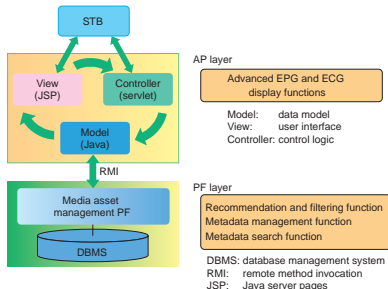 STB
View
(JSP)
Controller
(servlet)
Model
(Java)
RMI
Media asset
management PF
DBMS
AP layer
Advanced EPG and ECG
display functions
Model: data model
View: user interface
Controller: control logic
PF layer
Recommendation and filtering function
Metadata management function
Metadata search function
DBMS: database management system
RMI: remote method invocation
JSP: Java server pages